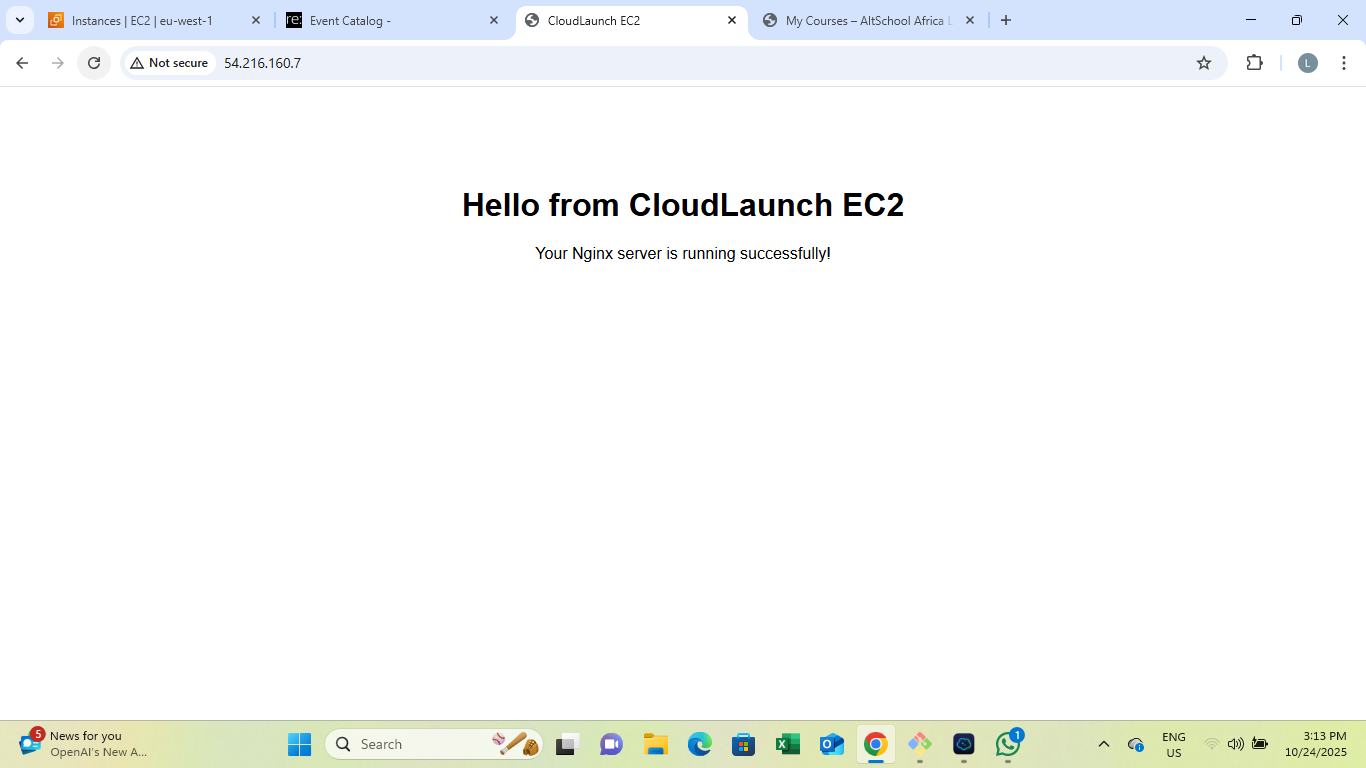 Instances | EC2 | eu-west-1
re:
Event Catalog -
CloudLaunch EC2
My Courses – AltSchool Africa
Not secure
54.216.160.7
L
Hello from CloudLaunch EC2
Your Nginx server is running successfully!
5
News for you
OpenAI's New A...
Search
1
ENG
US
3:13 PM
10/24/2025